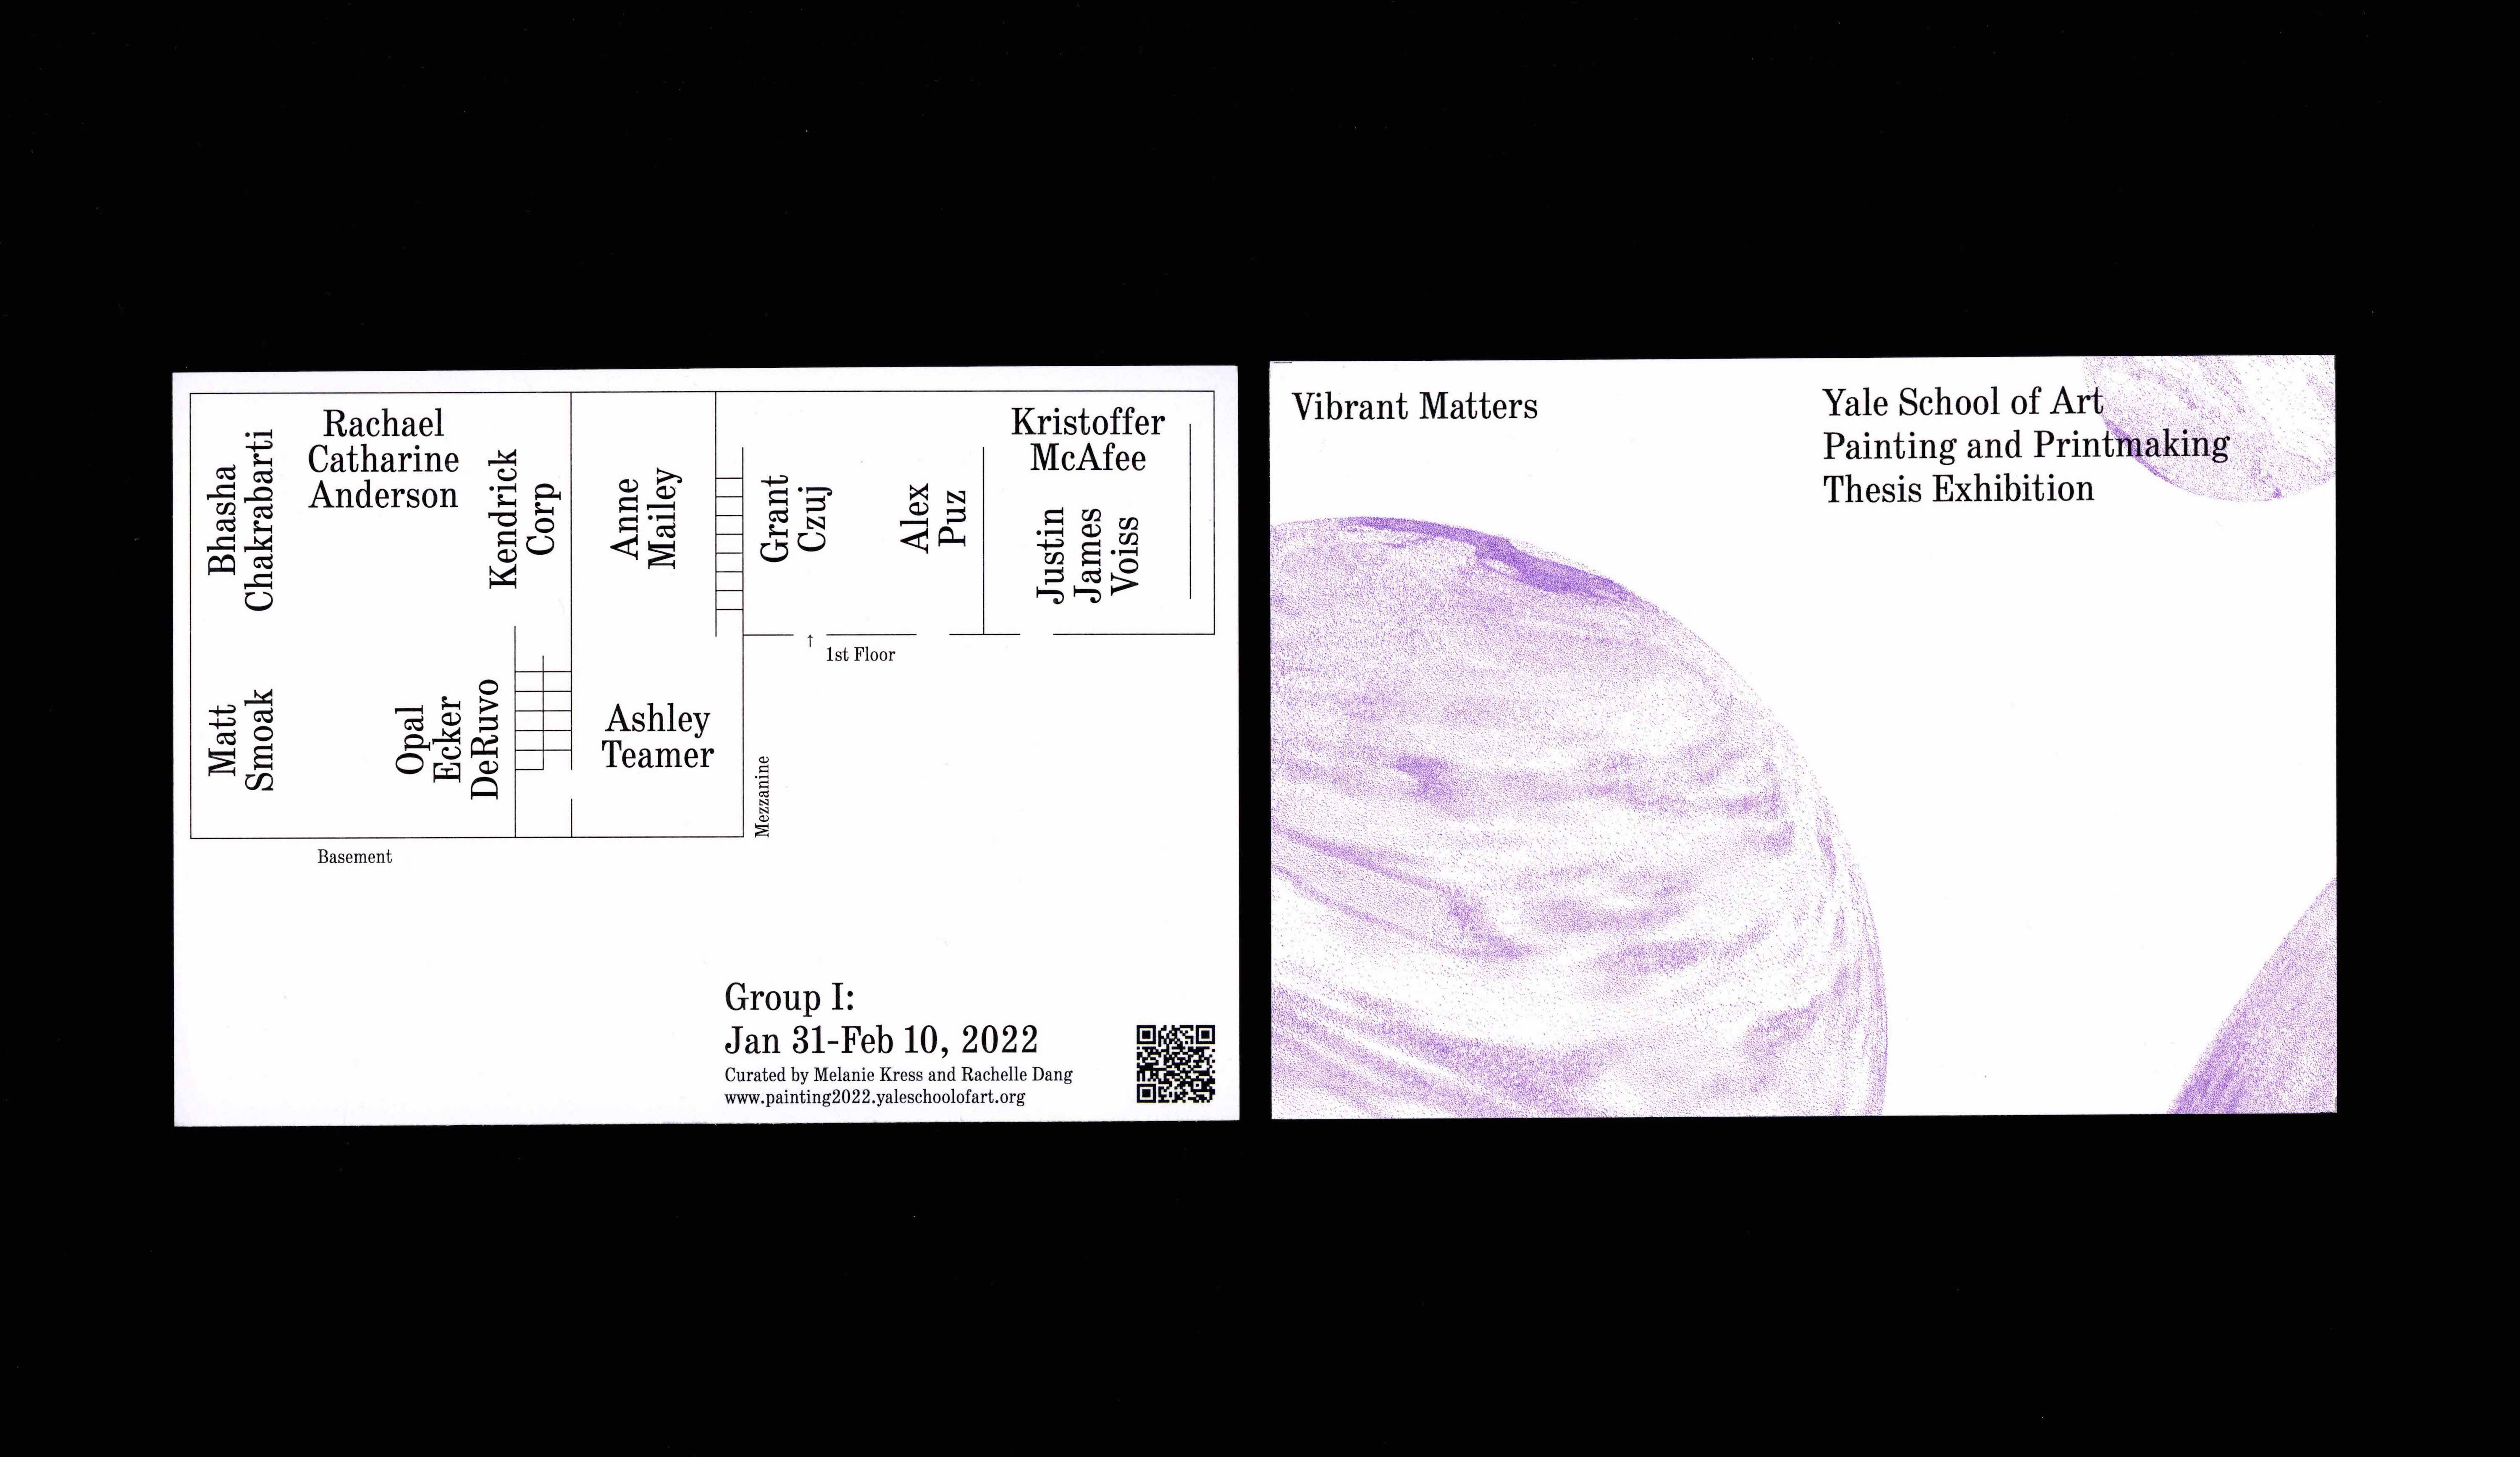 Bhasha
Chakrabarti
Rachael
Catharine
Anderson
Kendrick
Corp
Anne
Mailey
Grant
Czuj
Alex
Puz
Kristoffer
McAfee
Justin
James
Voiss
↑
1st Floor
Matt
Smoak
Opal
Ecker
DeRuvo
Ashley
Teamer
Mezzanine
Basement
Group I:
Jan 31-Feb 10, 2022
Curated by Melanie Kress and Rachelle Dang
www.painting2022.yaleschoolofart.org
Vibrant Matters
Yale School of Art
Painting and Printmaking
Thesis Exhibition